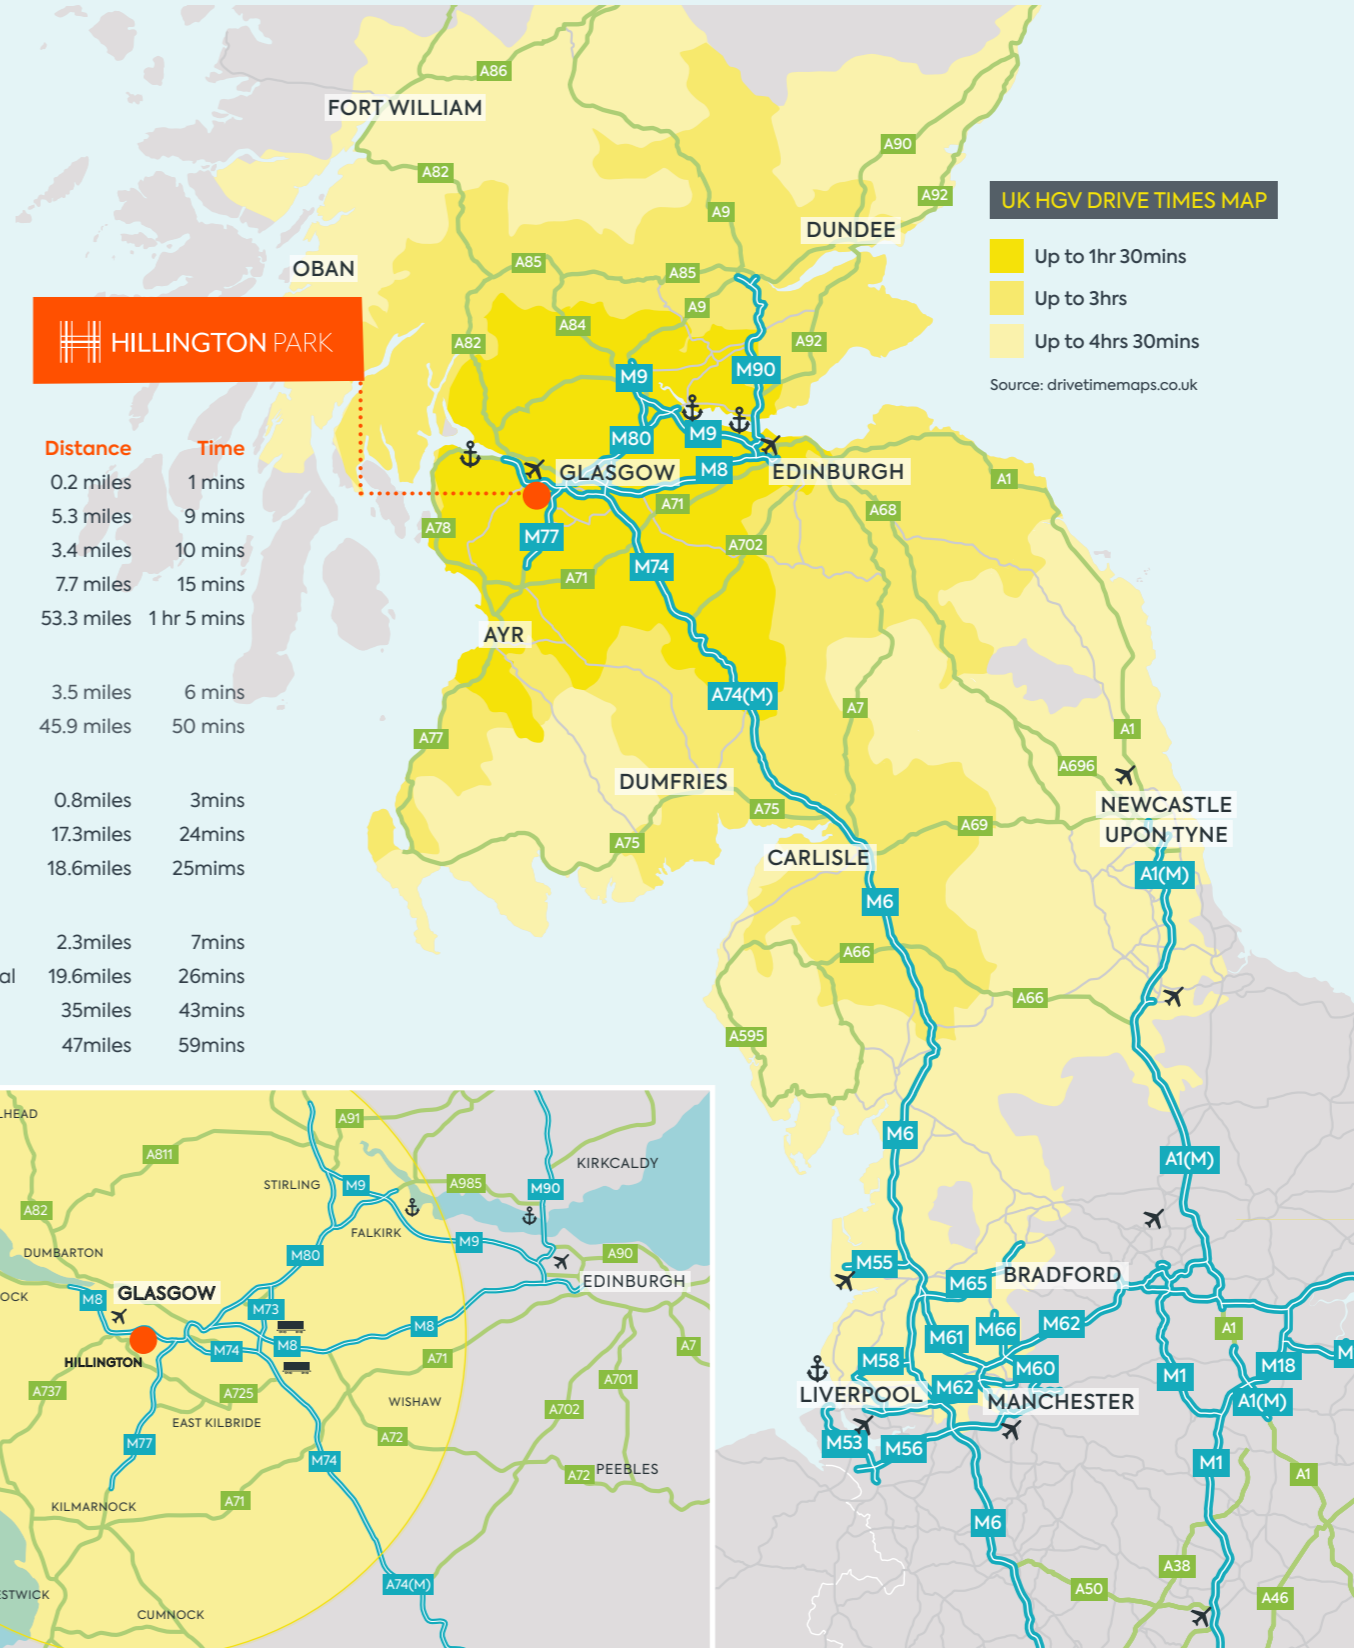 A86
FORT WILLIAM
A90
A82
A92
UK HGV DRIVE TIMES MAP
A9
DUNDEE
Up to 1hr 30mins
OBAN
A85
A85
Up to 3hrs
A9
HILLINGTON PARK
A84
A82
A92
Up to 4hrs 30mins
M9
M90
Source: drivetimemaps.co.uk
Distance Time
M80
M9
GLASGOW
M8
EDINBURGH
0.2 miles 1 mins
A1
A71
A68
5.3 miles 9 mins
A78
M77
A702
3.4 miles 10 mins
A71
M74
7.7 miles 15 mins
53.3 miles 1 hr 5 mins
AYR
3.5 miles 6 mins
A74(M)
A7
45.9 miles 50 mins
A77
A1
A696
DUMFRIES
0.8miles 3mins
A75
NEWCASTLE
UPON TYNE
A69
17.3miles 24mins
A75
CARLISLE
18.6miles 25mims
A1(M)
M6
2.3miles 7mins
A66
al 19.6miles 26mins
A66
35miles 43mins
A595
47miles 59mins
M6
A1(M)
M55
M65
BRADFORD
M61
M66
M62
A1
M58
M60
M18
M
M62
M1
LIVERPOOL
MANCHESTER
A1(M)
M53
M56
M1
A1
M6
A38
A50
A46
LHEAD
A91
A811
KIRKCALDY
STIRLING
M9
A985
M90
A82
FALKIRK
DUMBARTON
M80
M9
A90
EDINBURGH
OCK
M8
GLASGOW
M73
M8
HILLINGTON
M74
M8
A7
A71
A737
A725
A701
WISHAW
A702
EAST KILBRIDE
M77
A72
M74
A72
PEEBLES
KILMARNOCK
A71
A74(M)
ESTWICK
CUMNOCK